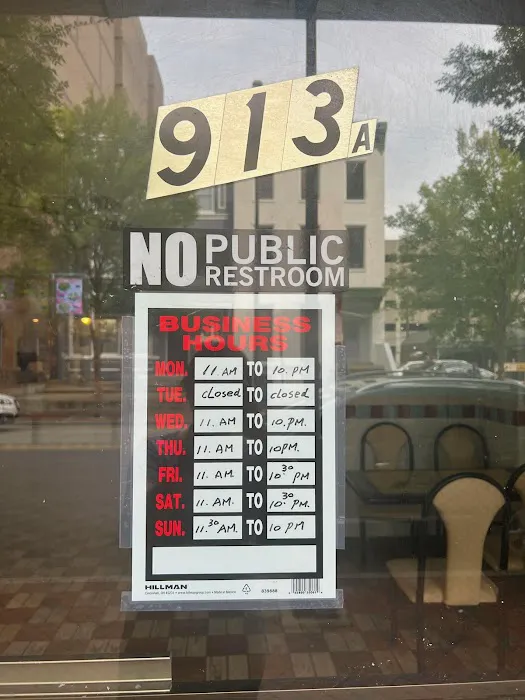 913A
NO PUBLIC RESTROOM
BUSINESS
HOURS
MON. 11 AM TO 10. PM
TUE. closed TO closed
WED. 11. AM TO 10. PM.
THU. 11. AM TO 10PM.
FRI. 11. AM TO 10:30 PM
SAT. 11. AM. TO 10:30 PM.
SUN. 11:30 AM. TO 10 PM
HILLMAN
839888